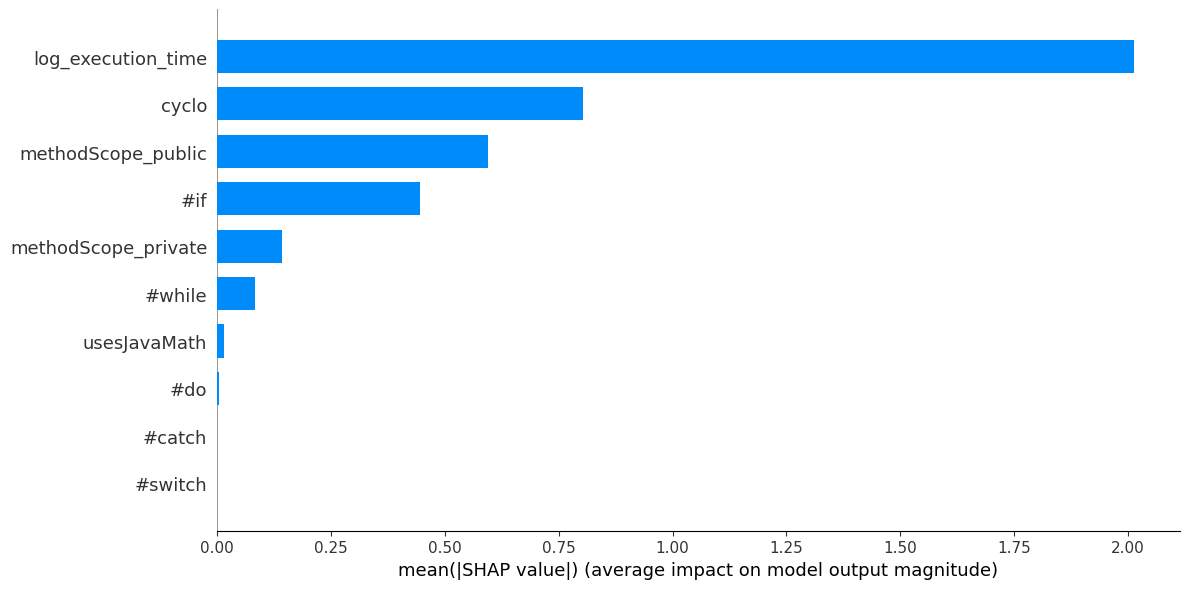 log_execution_time
cyclo
methodScope_public
#if
methodScope_private
#while
usesJavaMath
#do
#catch
#switch
0.00 0.25 0.50 0.75 1.00 1.25 1.50 1.75 2.00
mean(|SHAP value|) (average impact on model output magnitude)